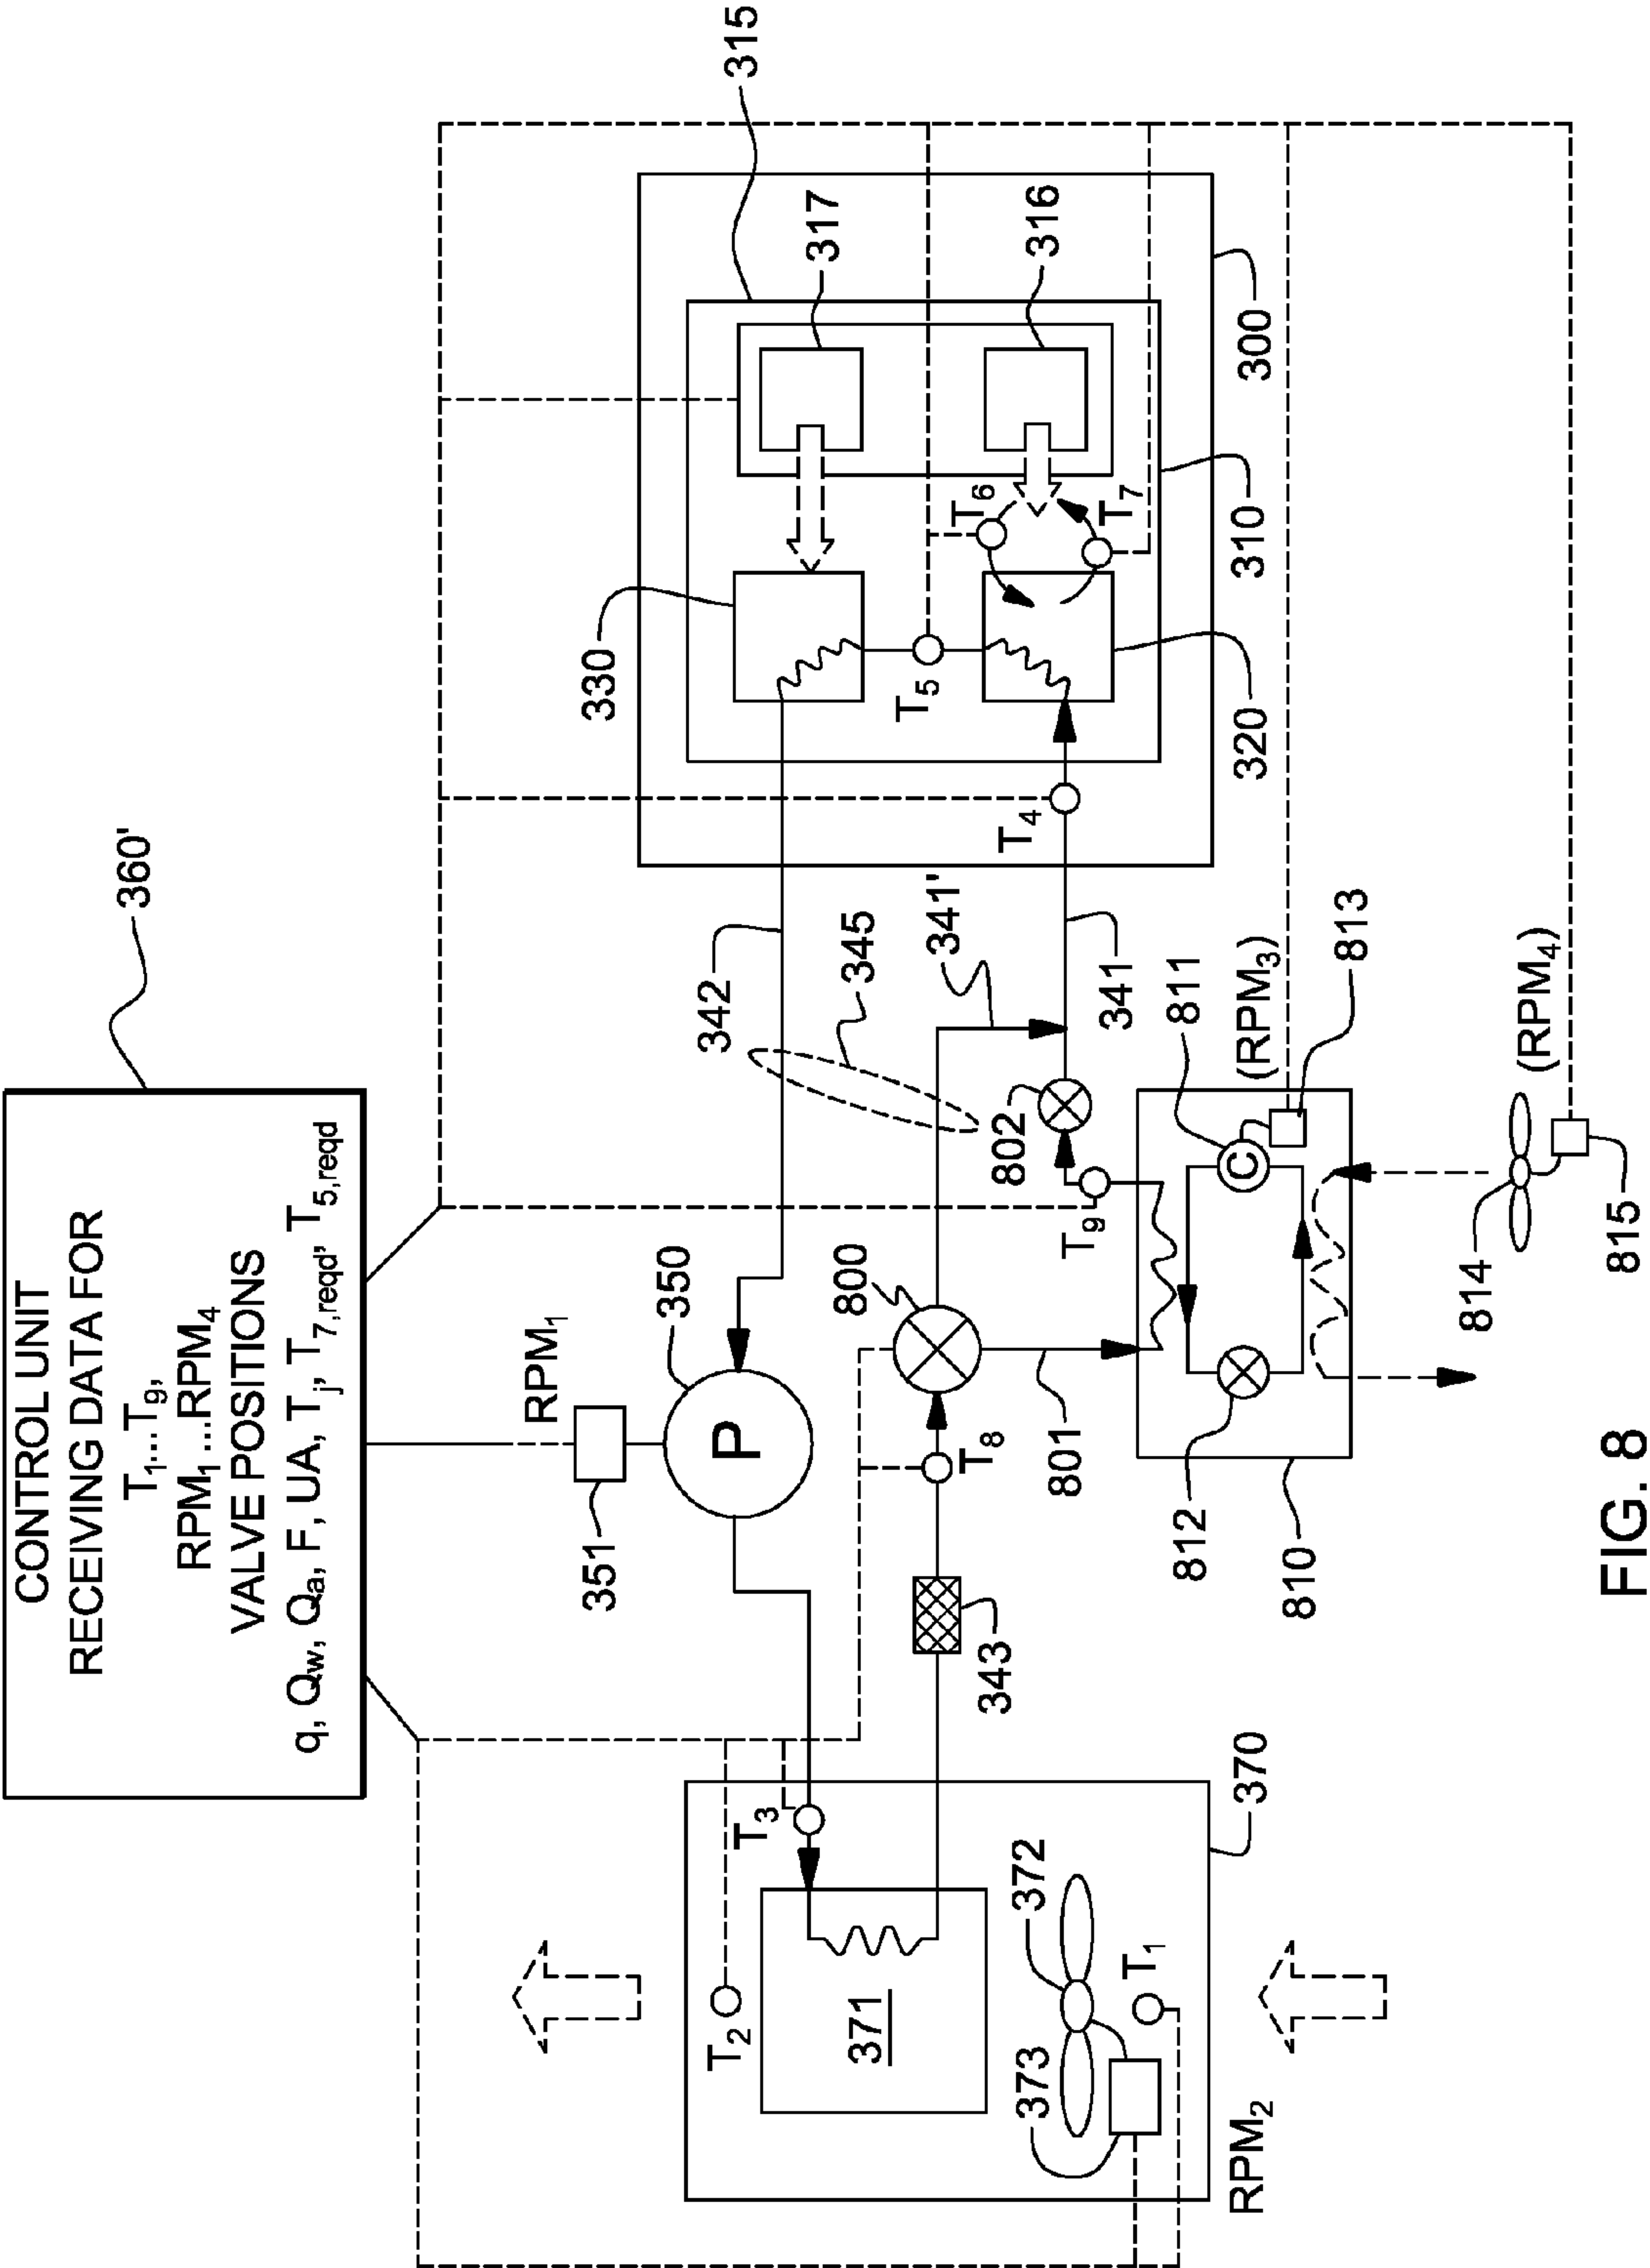 CONTROL UNIT
RECEIVING DATA FOR
T1...T9,
RPM1...RPM4
VALVE POSITIONS
q, Qw, Qa, F, UA, Tj, T7,reqd, T5,reqd
360'
315
317
316
300
310
330
T5
T6
T7
320
T4
342
345
341'
341
RPM1
351
350
P
800
802
T9
T8
343
801
(RPM3)
811
C
813
812
810
(RPM4)
814
815
T3
T2
371
372
373
T1
RPM2
370
FIG. 8